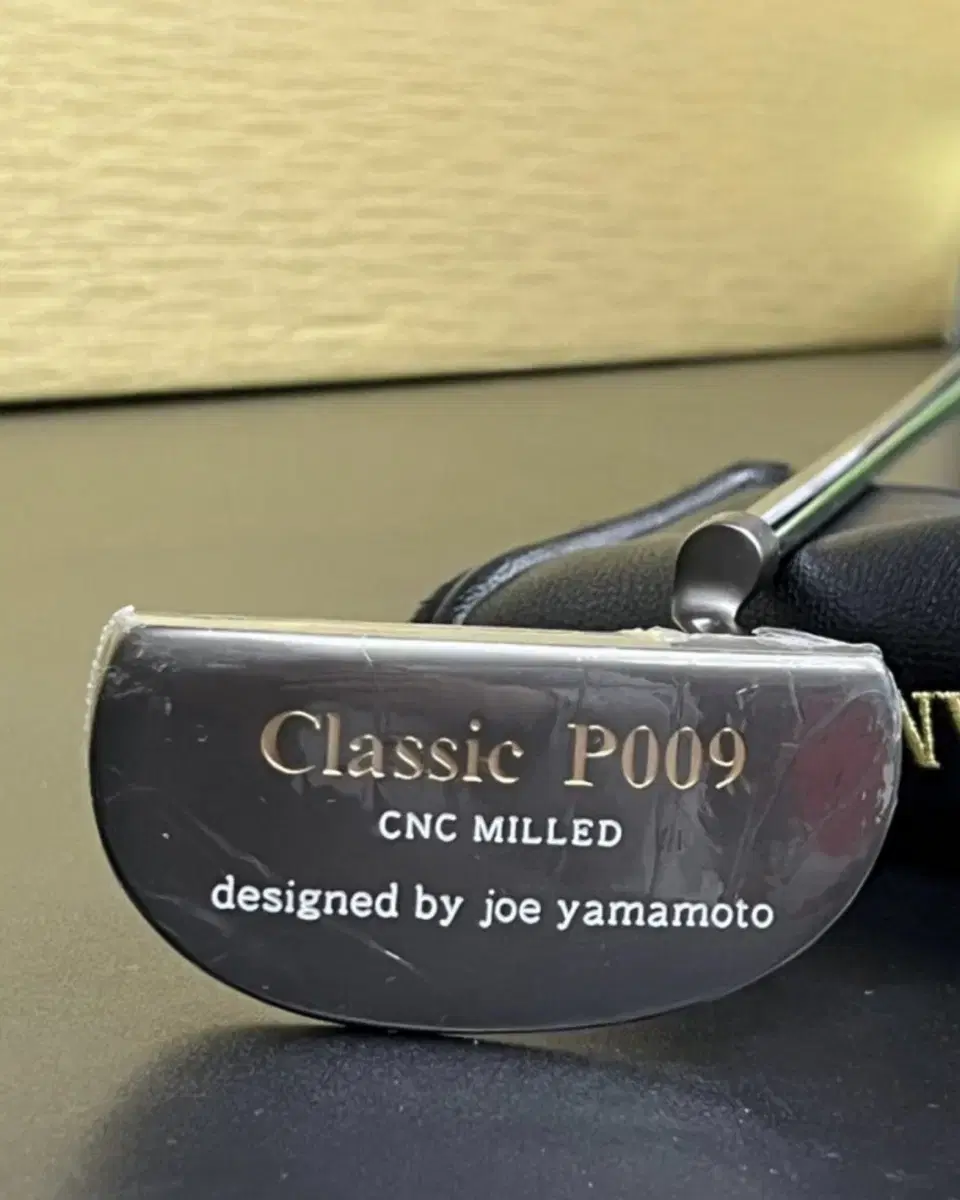 Classic P009
CNC MILLED
designed by joe yamamoto